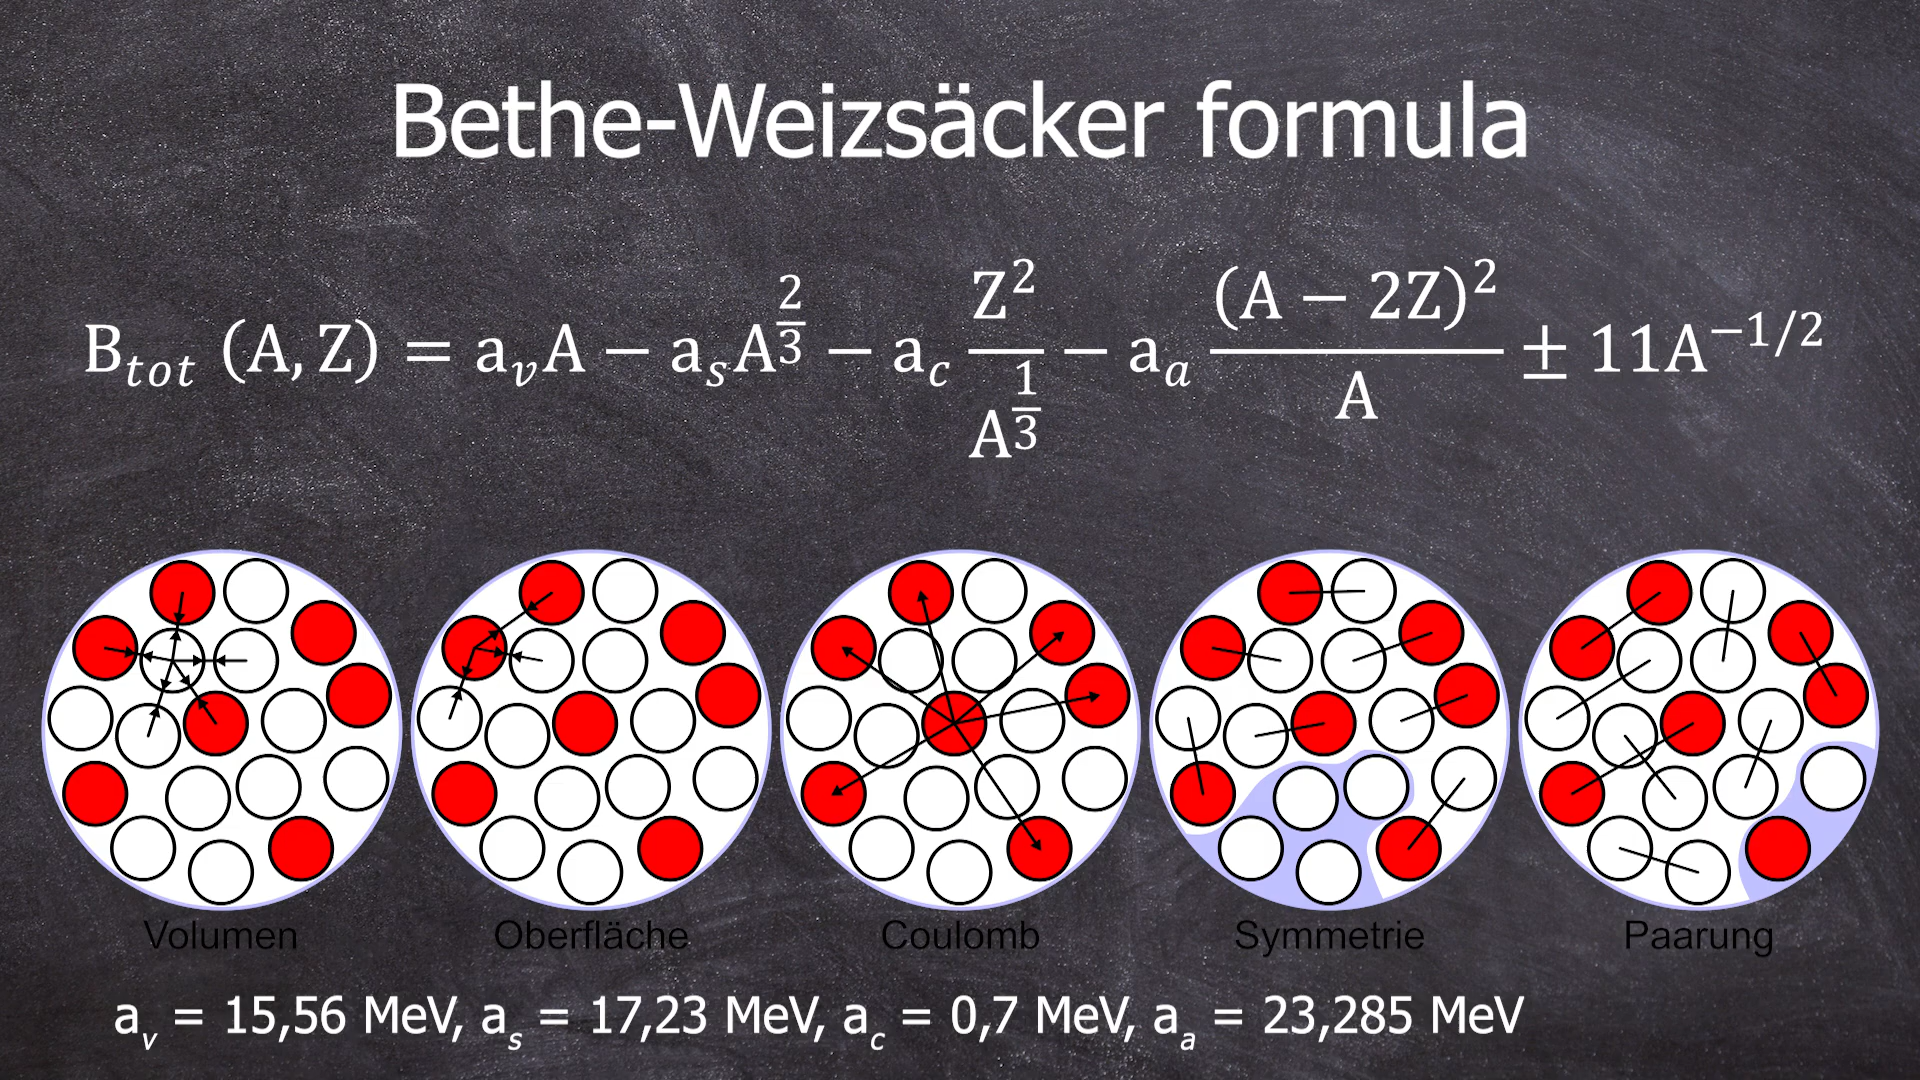 Bethe-Weizsäcker formula
B_tot (A, Z) = a_v A − a_s A^(2/3) − a_c Z^2/A^(1/3) − a_a (A − 2Z)^2/A ± 11A^(−1/2)
Volumen Oberfläche Coulomb Symmetrie Paarung
a_v = 15,56 MeV, a_s = 17,23 MeV, a_c = 0,7 MeV, a_a = 23,285 MeV